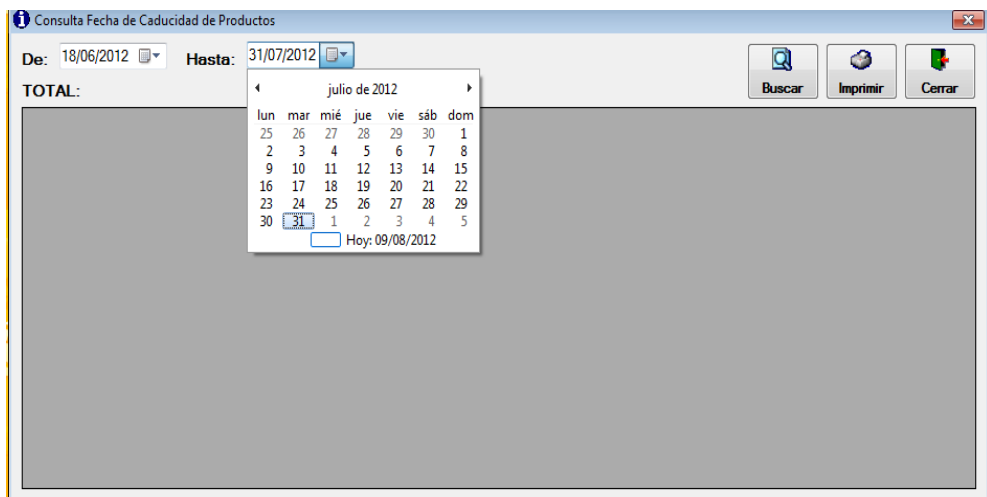 Consulta Fecha de Caducidad de Productos
De: 18/06/2012 Hasta: 31/07/2012
Buscar Imprimir Cerrar
TOTAL:
julio de 2012
lun mar mié jue vie sáb dom
25 26 27 28 29 30 1
2 3 4 5 6 7 8
9 10 11 12 13 14 15
16 17 18 19 20 21 22
23 24 25 26 27 28 29
30 31 1 2 3 4 5
Hoy: 09/08/2012